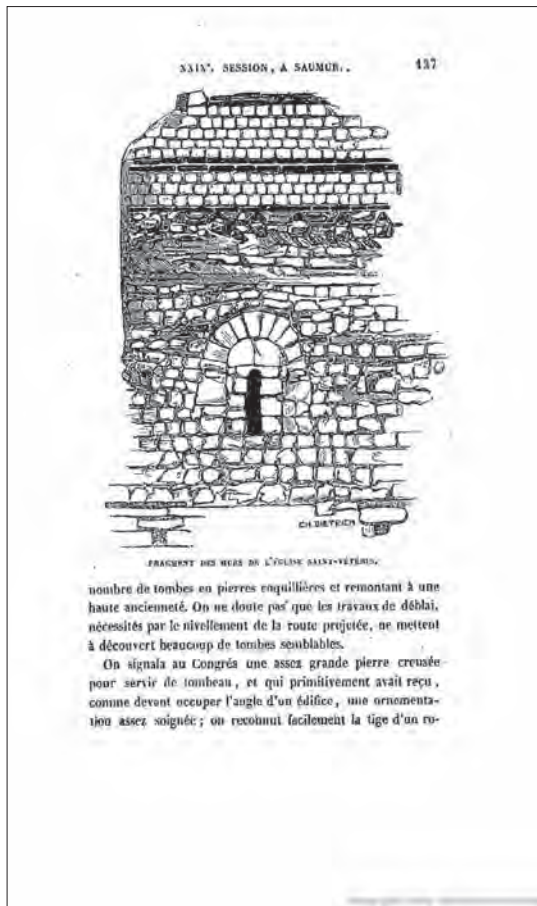 XXIXe. SESSION, A SAUMUR.. 137
CH. DIETRICH
FRAGMENT DES MURS DE L'ÉGLISE SAINT-VÉTÉRIN.
nombre de tombes en pierres coquillières et remontant à une
haute ancienneté. On ne doute pas que les travaux de déblai,
nécessités par le nivellement de la route projetée, ne mettent
à découvert beaucoup de tombes semblables.
On signala au Congrès une assez grande pierre creusée
pour servir de tombeau, et qui primitivement avait reçu,
comme devant occuper l'angle d'un édifice, une ornementa-
tion assez soignée ; on reconnut facilement la tige d'un ro-